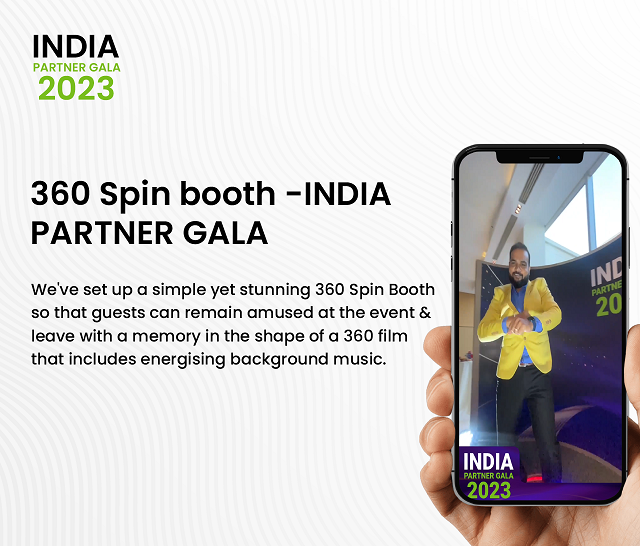 INDIA
PARTNER GALA
2023
360 Spin booth -INDIA
PARTNER GALA
We've set up a simple yet stunning 360 Spin Booth
so that guests can remain amused at the event &
leave with a memory in the shape of a 360 film
that includes energising background music.
IND
PARTNE
20
INDIA
PARTNER GALA
2023